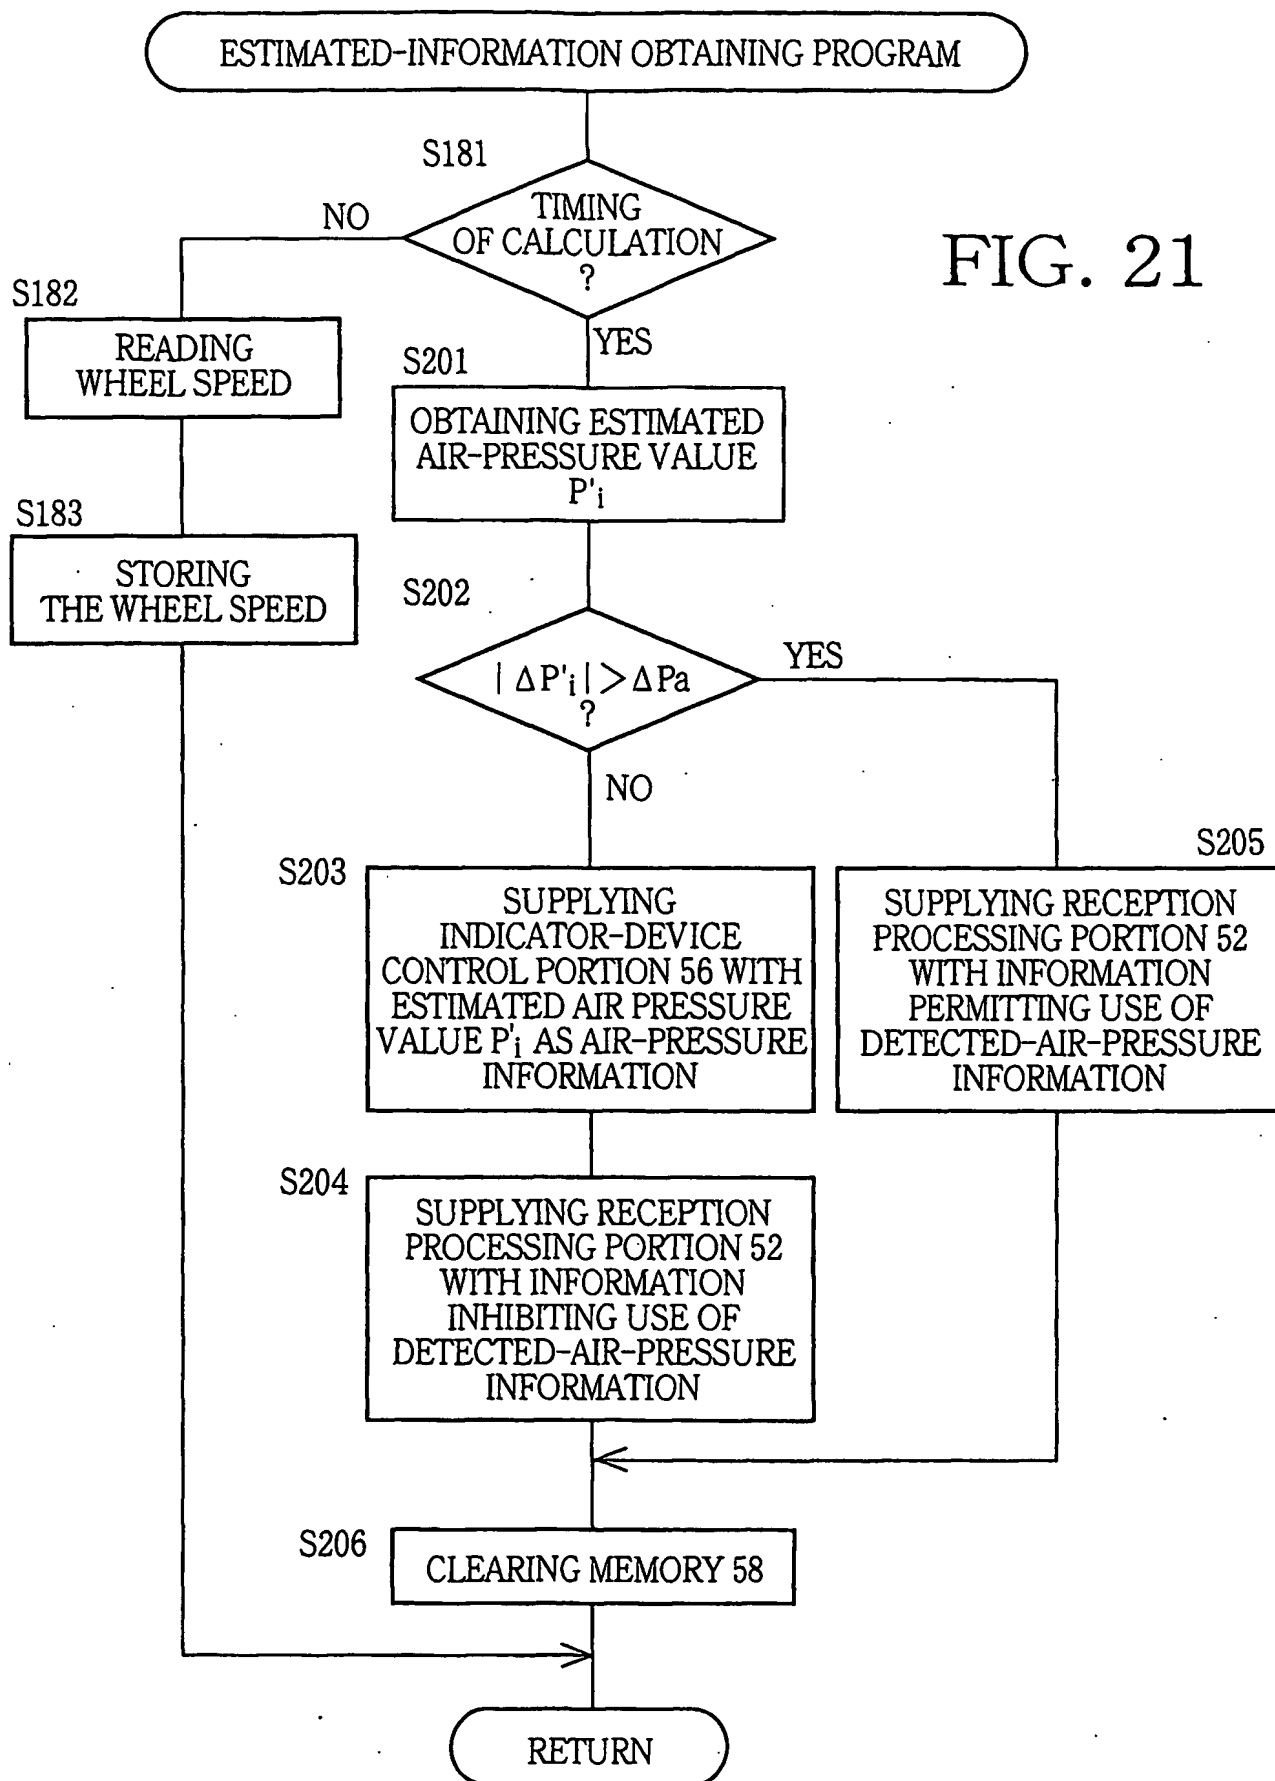 ESTIMATED-INFORMATION OBTAINING PROGRAM
S181
TIMING
OF CALCULATION
?
NO
YES
FIG. 21
S182
READING
WHEEL SPEED
S183
STORING
THE WHEEL SPEED
S201
OBTAINING ESTIMATED
AIR-PRESSURE VALUE
P'i
S202
| ΔP'i | > ΔPa
?
YES
NO
S203
SUPPLYING
INDICATOR-DEVICE
CONTROL PORTION 56 WITH
ESTIMATED AIR PRESSURE
VALUE P'i AS AIR-PRESSURE
INFORMATION
S205
SUPPLYING RECEPTION
PROCESSING PORTION 52
WITH INFORMATION
PERMITTING USE OF
DETECTED-AIR-PRESSURE
INFORMATION
S204
SUPPLYING RECEPTION
PROCESSING PORTION 52
WITH INFORMATION
INHIBITING USE OF
DETECTED-AIR-PRESSURE
INFORMATION
S206
CLEARING MEMORY 58
RETURN